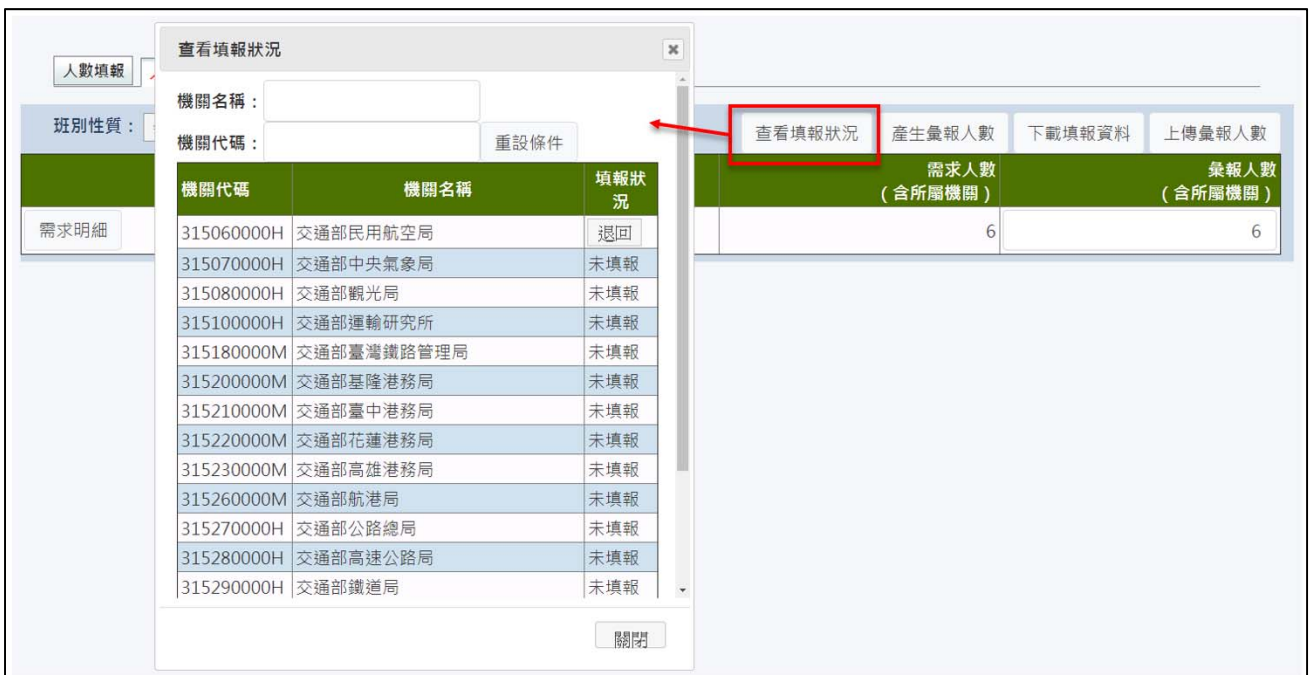 查看填報狀況
人數填報
機關名稱：
班別性質：
機關代碼：
重設條件
查看填報狀況 產生彙報人數 下載填報資料 上傳彙報人數
機關代碼 機關名稱 填報狀況
需求人數（含所屬機關） 彙報人數（含所屬機關）
需求明細
6 6
315060000H 交通部民用航空局 退回
315070000H 交通部中央氣象局 未填報
315080000H 交通部觀光局 未填報
315100000H 交通部運輸研究所 未填報
315180000M 交通部臺灣鐵路管理局 未填報
315200000M 交通部基隆港務局 未填報
315210000M 交通部臺中港務局 未填報
315220000M 交通部花蓮港務局 未填報
315230000M 交通部高雄港務局 未填報
315260000M 交通部航港局 未填報
315270000H 交通部公路總局 未填報
315280000H 交通部高速公路局 未填報
315290000H 交通部鐵道局 未填報
關閉